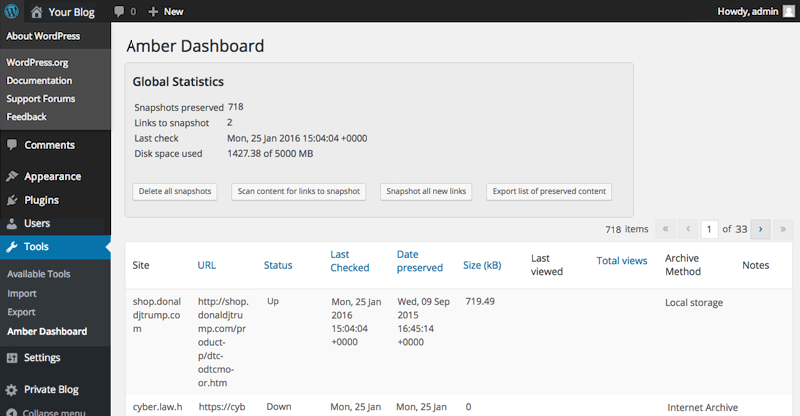 Your Blog 0 + New Howdy, admin
About WordPress
WordPress.org
Documentation
Support Forums
Feedback
Comments
Appearance
Plugins
Users
Tools
Available Tools
Import
Export
Amber Dashboard
Settings
Private Blog
Collapse menu
Amber Dashboard
Global Statistics
Snapshots preserved 718
Links to snapshot 2
Last check Mon, 25 Jan 2016 15:04:04 +0000
Disk space used 1427.38 of 5000 MB
Delete all snapshots Scan content for links to snapshot Snapshot all new links Export list of preserved content
718 items « ‹ 1 of 33 › »
Site URL Status Last Checked Date preserved Size (kB) Last viewed Total views Archive Method Notes
shop.donal http://shop. Up Mon, 25 Jan Wed, 09 Sep 719.49 Local storage
djtrump.co donaldjtru 2016 2015
m mp.com/pr 15:04:04 16:45:14
oduct- +0000 +0000
p/dtc-
odtcmo-
or.htm
cyber.law.h https://cyb Down Mon, 25 Jan Mon, 25 Jan 0 Internet Archive